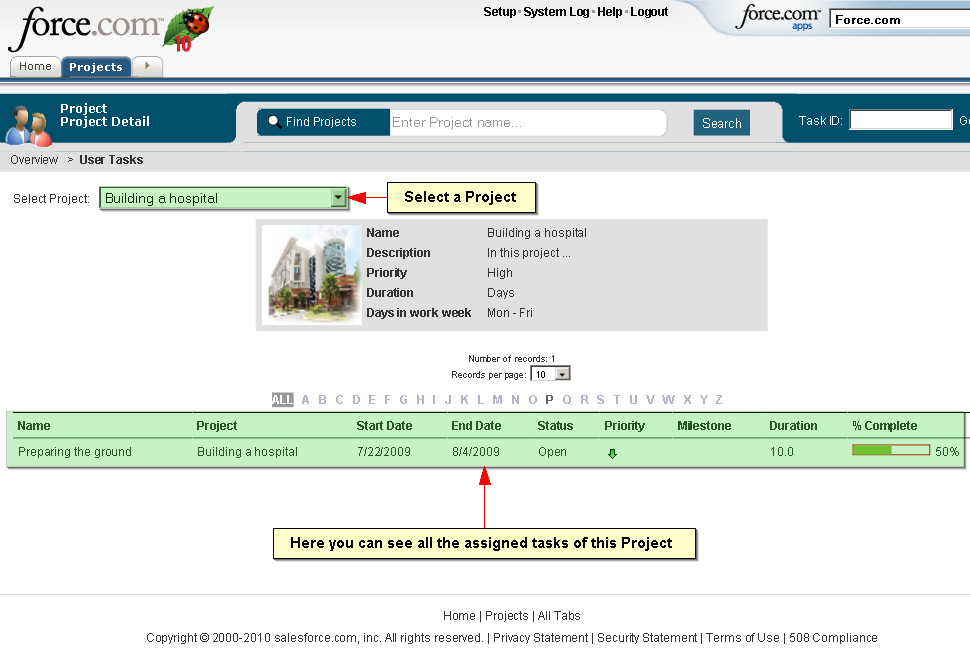 Setup · System Log · Help · Logout
force.com
10
force.com
apps
Force.com
Home
Projects
Project
Project Detail
Find Projects
Enter Project name...
Search
Task ID:
Overview > User Tasks
Select Project:
Building a hospital
Select a Project
Name Building a hospital
Description In this project ...
Priority High
Duration Days
Days in work week Mon - Fri
Number of records: 1
Records per page: 10
ALL A B C D E F G H I J K L M N O P Q R S T U V W X Y Z
Name Project Start Date End Date Status Priority Milestone Duration % Complete
Preparing the ground Building a hospital 7/22/2009 8/4/2009 Open 10.0 50%
Here you can see all the assigned tasks of this Project
Home | Projects | All Tabs
Copyright © 2000-2010 salesforce.com, inc. All rights reserved. | Privacy Statement | Security Statement | Terms of Use | 508 Compliance